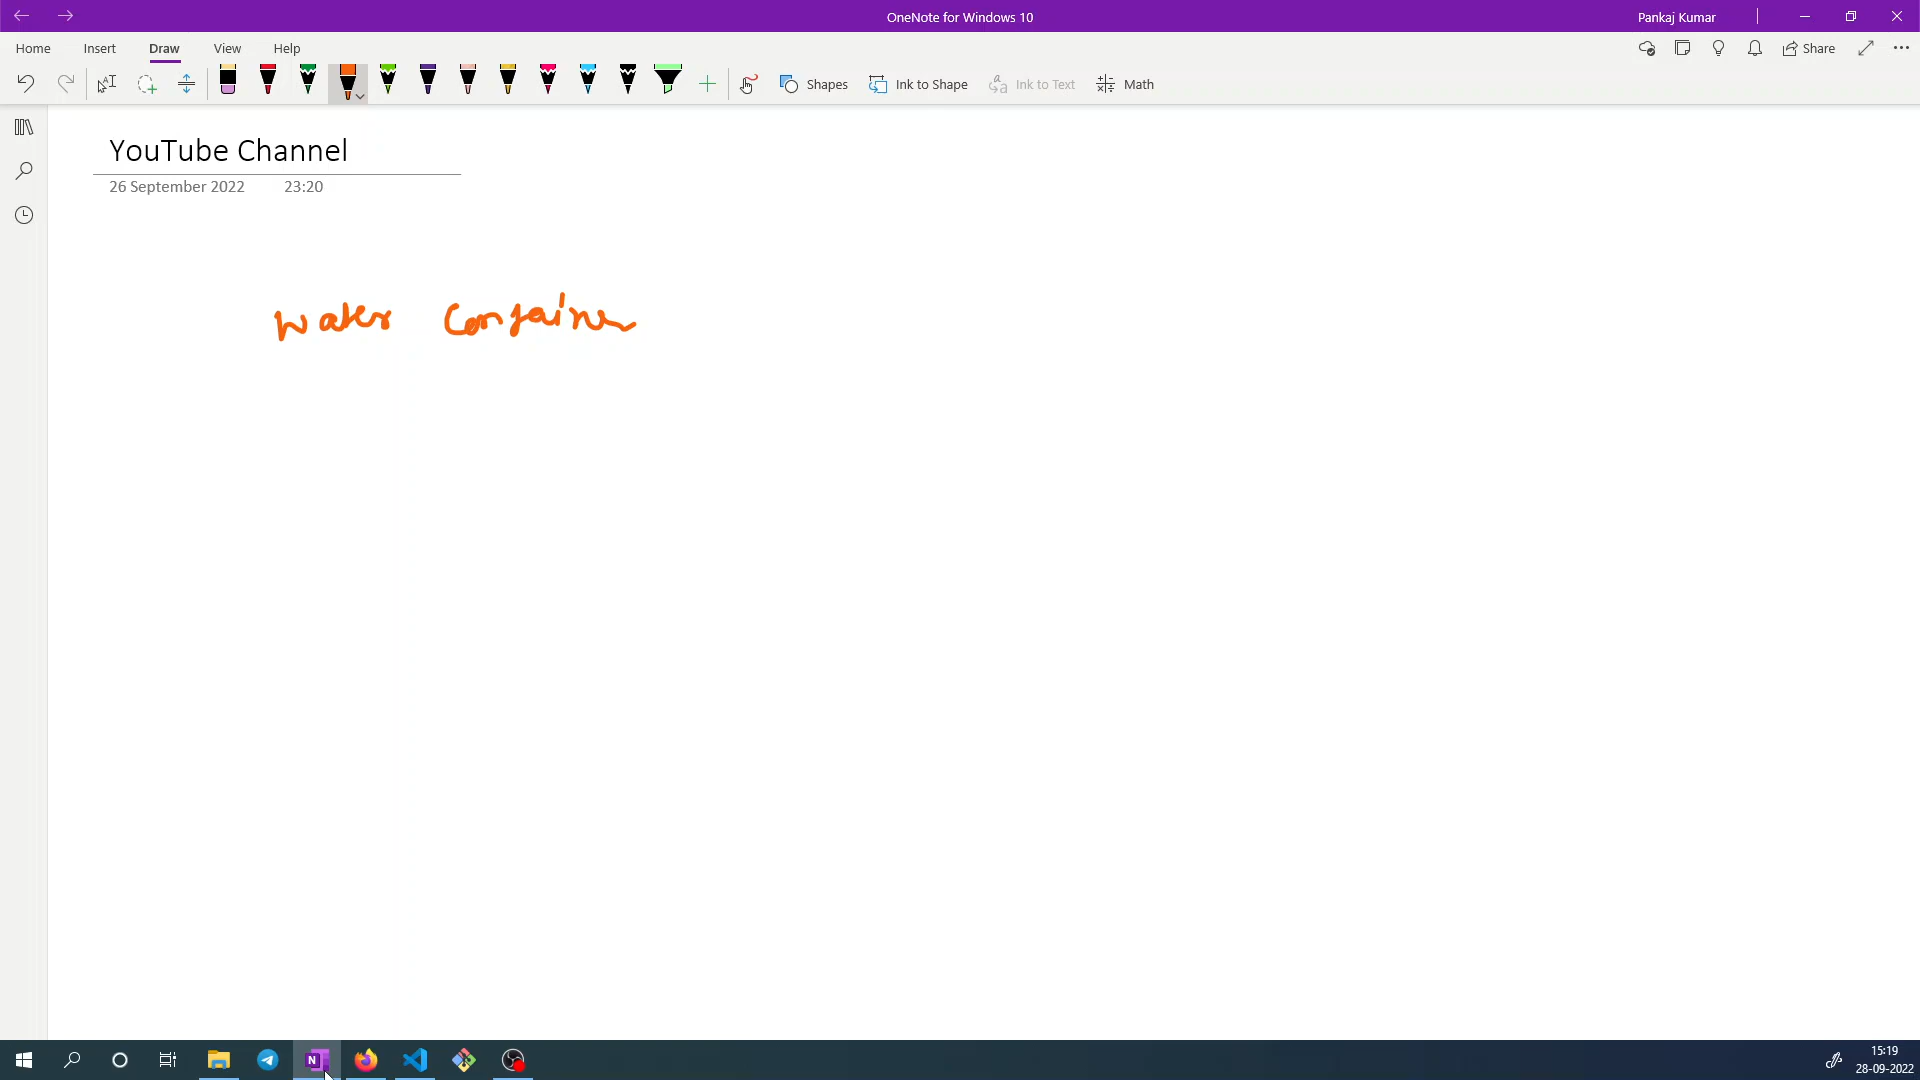 OneNote for Windows 10 Pankaj Kumar
Home Insert Draw View Help Share
Shapes Ink to Shape Ink to Text Math
YouTube Channel
26 September 2022 23:20
Water Container
15:19
28-09-2022